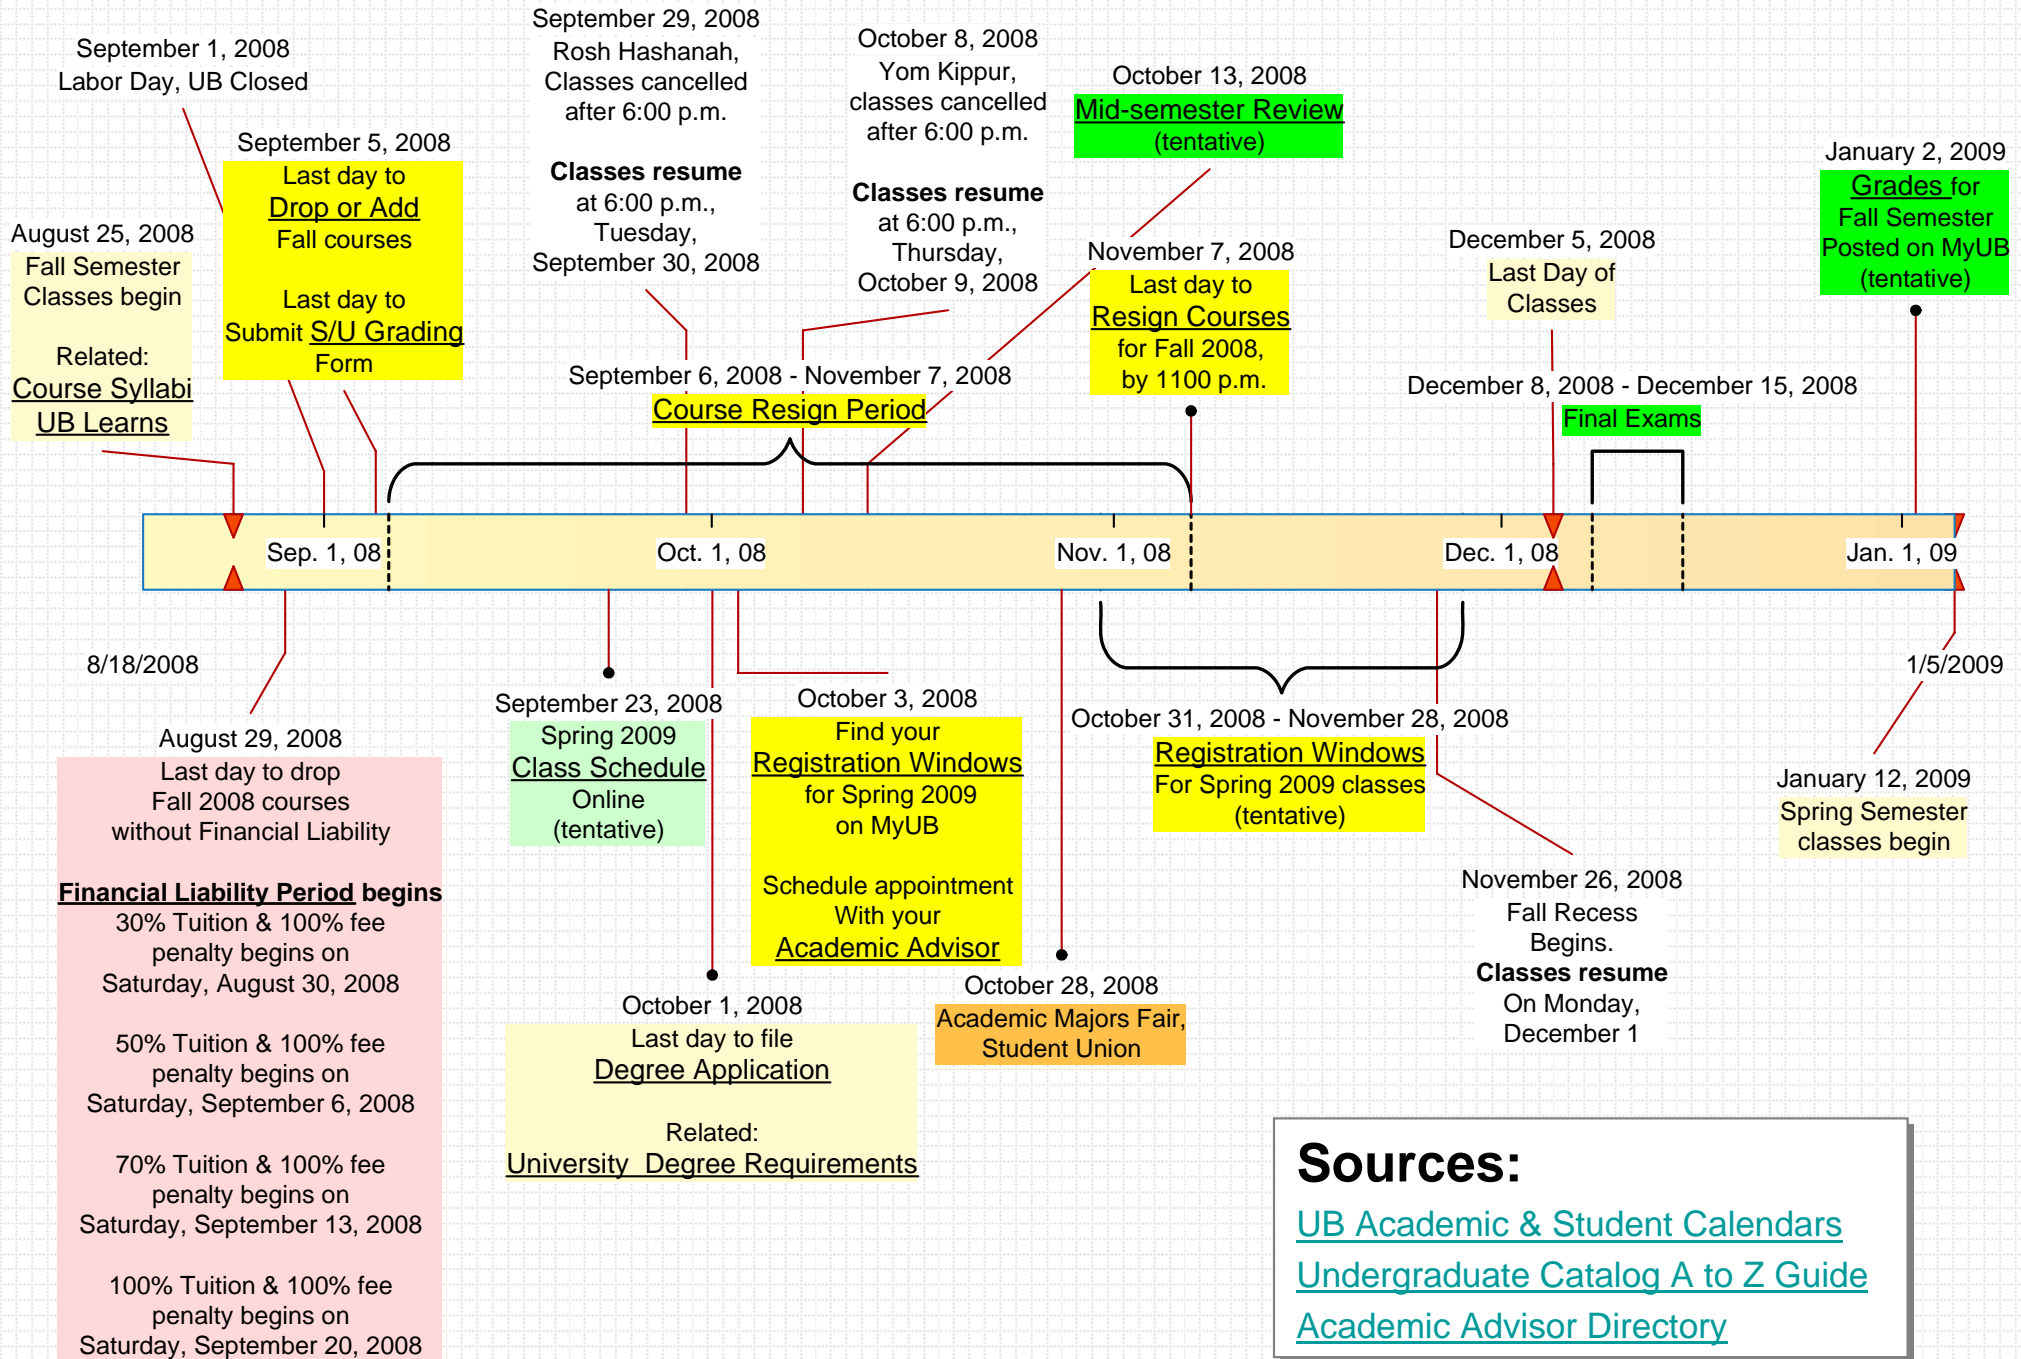 September 1, 2008
Labor Day, UB Closed
September 29, 2008
Rosh Hashanah,
Classes cancelled
after 6:00 p.m.
Classes resume
at 6:00 p.m.,
Tuesday,
September 30, 2008
October 8, 2008
Yom Kippur,
classes cancelled
after 6:00 p.m.
Classes resume
at 6:00 p.m.,
Thursday,
October 9, 2008
October 13, 2008
Mid-semester Review
(tentative)
September 5, 2008
Last day to
Drop or Add
Fall courses
Last day to
Submit S/U Grading
Form
August 25, 2008
Fall Semester
Classes begin
Related:
Course Syllabi
UB Learns
November 7, 2008
Last day to
Resign Courses
for Fall 2008,
by 1100 p.m.
December 5, 2008
Last Day of
Classes
January 2, 2009
Grades for
Fall Semester
Posted on MyUB
(tentative)
September 6, 2008 - November 7, 2008
Course Resign Period
December 8, 2008 - December 15, 2008
Final Exams
Sep. 1, 08
Oct. 1, 08
Nov. 1, 08
Dec. 1, 08
Jan. 1, 09
8/18/2008
1/5/2009
August 29, 2008
Last day to drop
Fall 2008 courses
without Financial Liability
Financial Liability Period begins
30% Tuition & 100% fee
penalty begins on
Saturday, August 30, 2008
50% Tuition & 100% fee
penalty begins on
Saturday, September 6, 2008
70% Tuition & 100% fee
penalty begins on
Saturday, September 13, 2008
100% Tuition & 100% fee
penalty begins on
Saturday, September 20, 2008
September 23, 2008
Spring 2009
Class Schedule
Online
(tentative)
October 1, 2008
Last day to file
Degree Application
Related:
University Degree Requirements
October 3, 2008
Find your
Registration Windows
for Spring 2009
on MyUB
Schedule appointment
With your
Academic Advisor
October 28, 2008
Academic Majors Fair,
Student Union
October 31, 2008 - November 28, 2008
Registration Windows
For Spring 2009 classes
(tentative)
November 26, 2008
Fall Recess
Begins.
Classes resume
On Monday,
December 1
January 12, 2009
Spring Semester
classes begin
Sources:
UB Academic & Student Calendars
Undergraduate Catalog A to Z Guide
Academic Advisor Directory